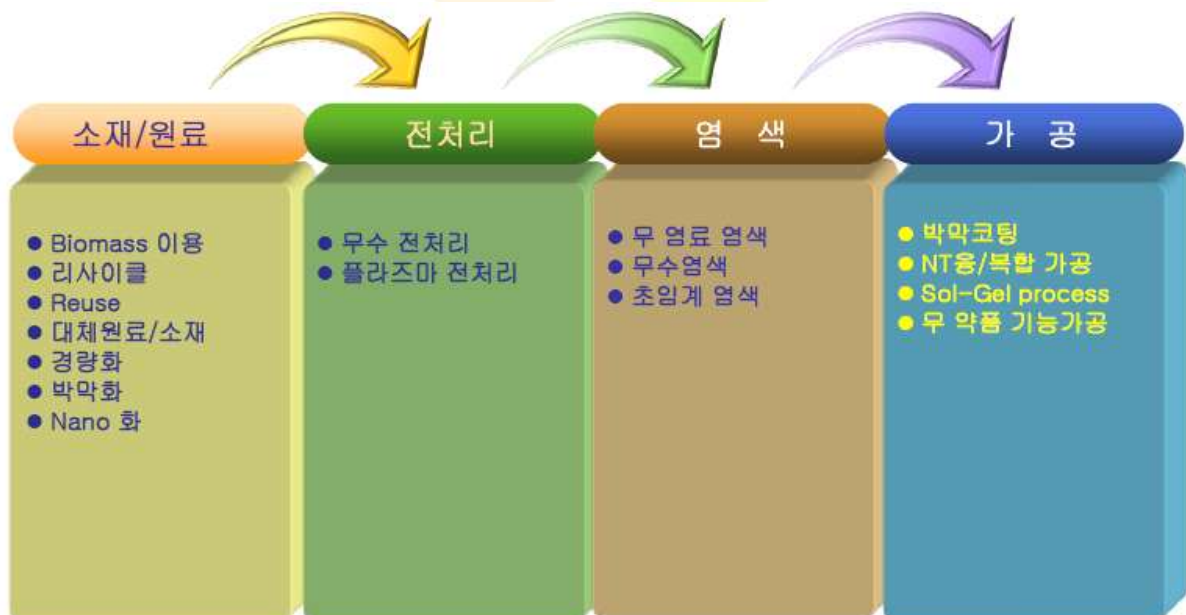 소재/원료
Biomass 이용
리사이클
Reuse
대체원료/소재
경량화
박막화
Nano 화
전처리
무수 전처리
플라즈마 전처리
염 색
무 염료 염색
무수염색
초임계 염색
가 공
박막코팅
NT융/복합 가공
Sol-Gel process
무 약품 기능가공